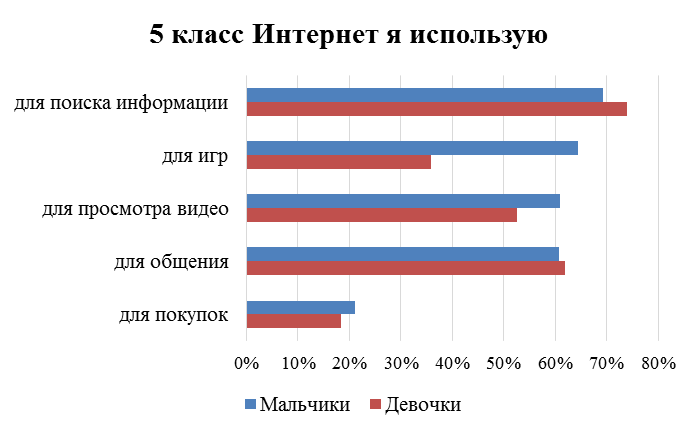 5 класс Интернет я использую
для поиска информации
для игр
для просмотра видео
для общения
для покупок
0% 10% 20% 30% 40% 50% 60% 70% 80%
Мальчики Девочки